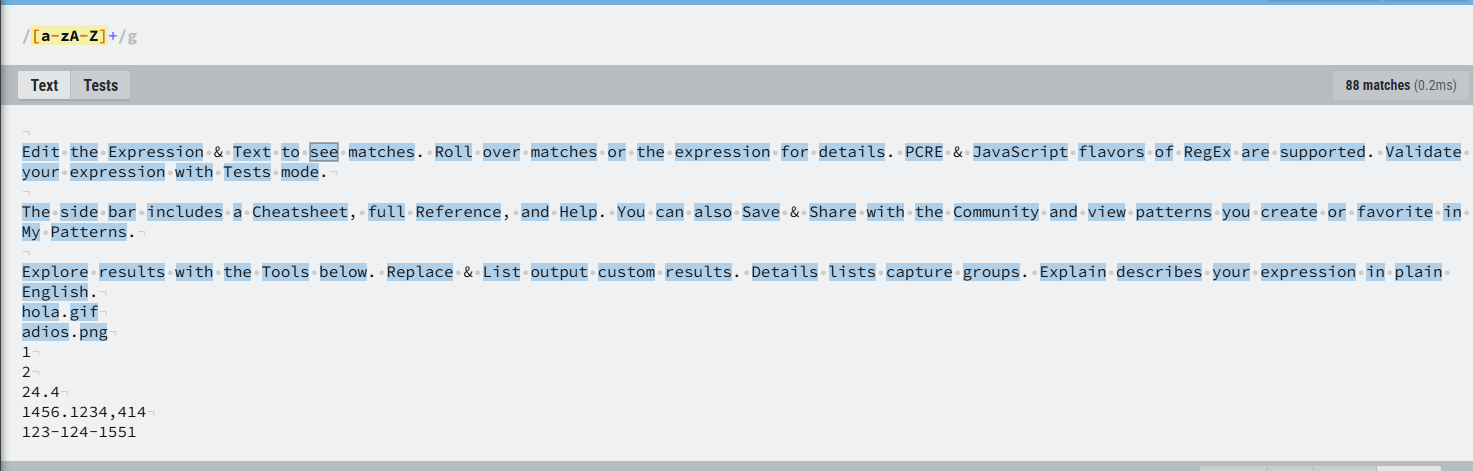 /[a-zA-Z]+/g
Text Tests 88 matches (0.2ms)
Edit the Expression & Text to see matches. Roll over matches or the expression for details. PCRE & JavaScript flavors of RegEx are supported. Validate
your expression with Tests mode.
The side bar includes a Cheatsheet, full Reference, and Help. You can also Save & Share with the Community and view patterns you create or favorite in
My Patterns.
Explore results with the Tools below. Replace & List output custom results. Details lists capture groups. Explain describes your expression in plain
English.
hola.gif
adios.png
1
2
24.4
1456.1234,414
123-124-1551